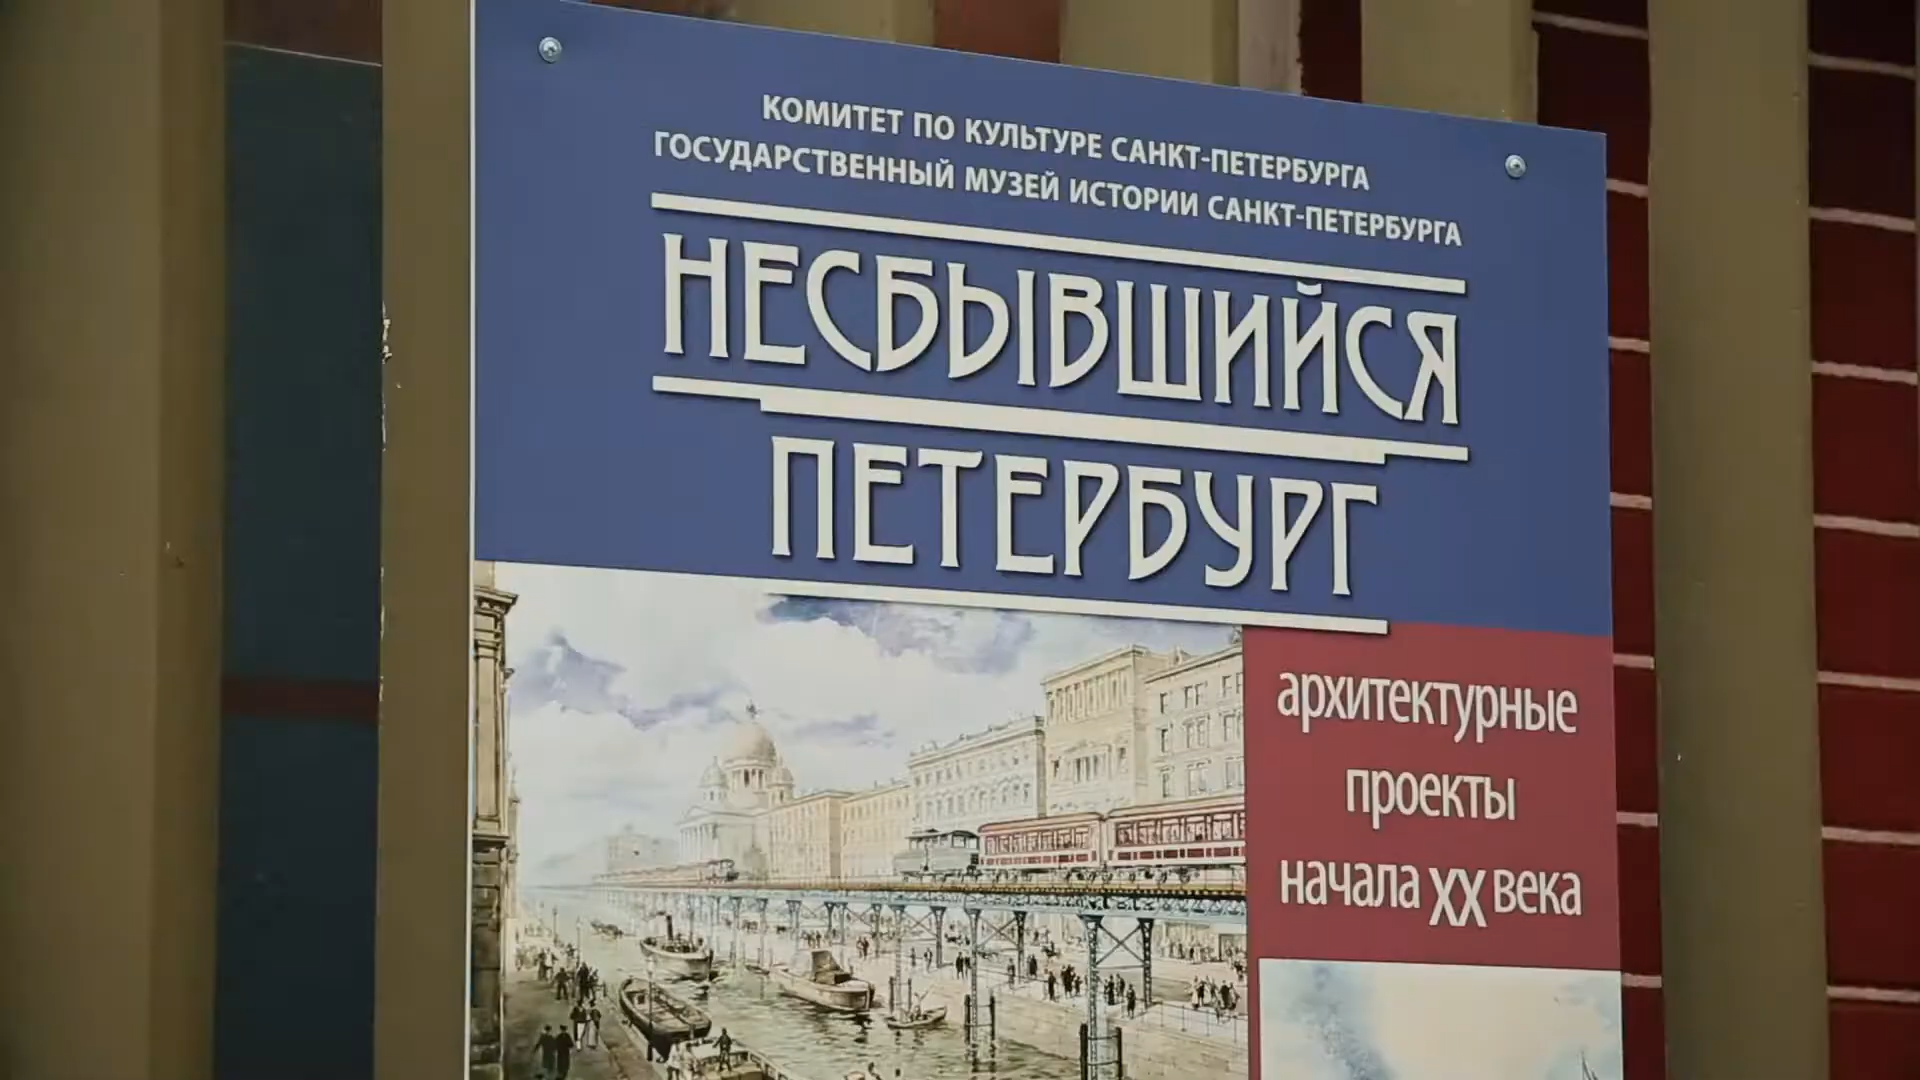 КОМИТЕТ ПО КУЛЬТУРЕ САНКТ-ПЕТЕРБУРГА
ГОСУДАРСТВЕННЫЙ МУЗЕЙ ИСТОРИИ САНКТ-ПЕТЕРБУРГА
НЕСБЫВШИЙСЯ
ПЕТЕРБУРГ
архитектурные
проекты
начала XX века